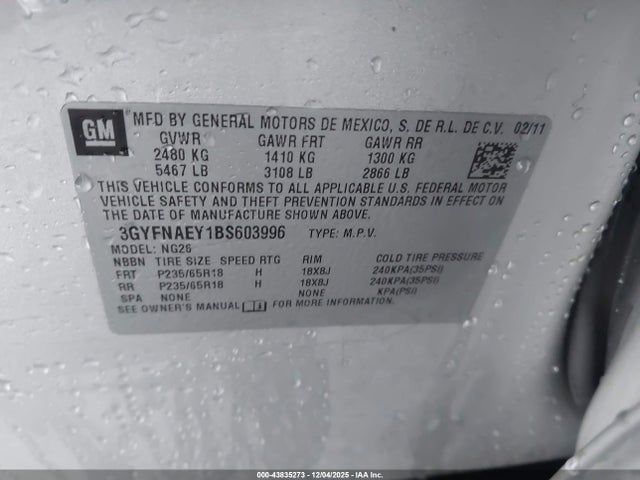 GM
MFD BY GENERAL MOTORS DE MEXICO, S. DE R.L. DE C.V. 02/11
GVWR GAWR FRT GAWR RR
2480 KG 1410 KG 1300 KG
5467 LB 3108 LB 2866 LB
THIS VEHICLE CONFORMS TO ALL APPLICABLE U.S. FEDERAL MOTOR
VEHICLE SAFETY AND THEFT PREVENTION STANDARDS IN EFFECT ON
THE DATE OF MANUFACTURE SHOWN ABOVE.
3GYFNAEY1BS603996 TYPE: M.P.V.
MODEL: NG26
NBBN TIRE SIZE SPEED RTG RIM COLD TIRE PRESSURE
FRT P235/65R18 H 18X8J 240KPA(35PSI)
RR P235/65R18 H 18X8J 240KPA(35PSI)
SPA NONE NONE KPA(PSI)
SEE OWNER'S MANUAL FOR MORE INFORMATION.
000-43835273 - 12/04/2025 - IAA, Inc.